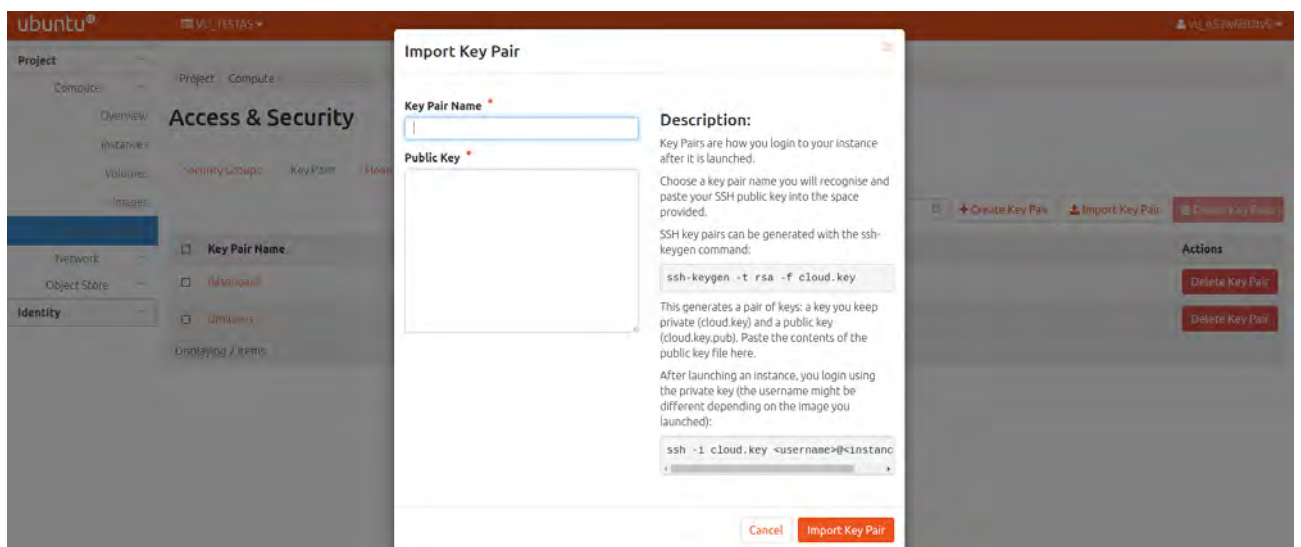 ubuntu®
VU_TESTAS
Project
Compute
Overview
Instances
Volumes
Images
Network
Object Store
Identity
Project Compute
Access & Security
Security Groups Key Pairs
+ Create Key Pair Import Key Pair Delete Key Pairs
Key Pair Name Actions
Delete Key Pair
Delete Key Pair
Displaying 2 items
Import Key Pair
Key Pair Name *
Public Key *
Description:
Key Pairs are how you login to your instance
after it is launched.
Choose a key pair name you will recognise and
paste your SSH public key into the space
provided.
SSH key pairs can be generated with the ssh-
keygen command:
ssh-keygen -t rsa -f cloud.key
This generates a pair of keys: a key you keep
private (cloud.key) and a public key
(cloud.key.pub). Paste the contents of the
public key file here.
After launching an instance, you login using
the private key (the username might be
different depending on the image you
launched):
ssh -i cloud.key <username>@<instanc
Cancel Import Key Pair